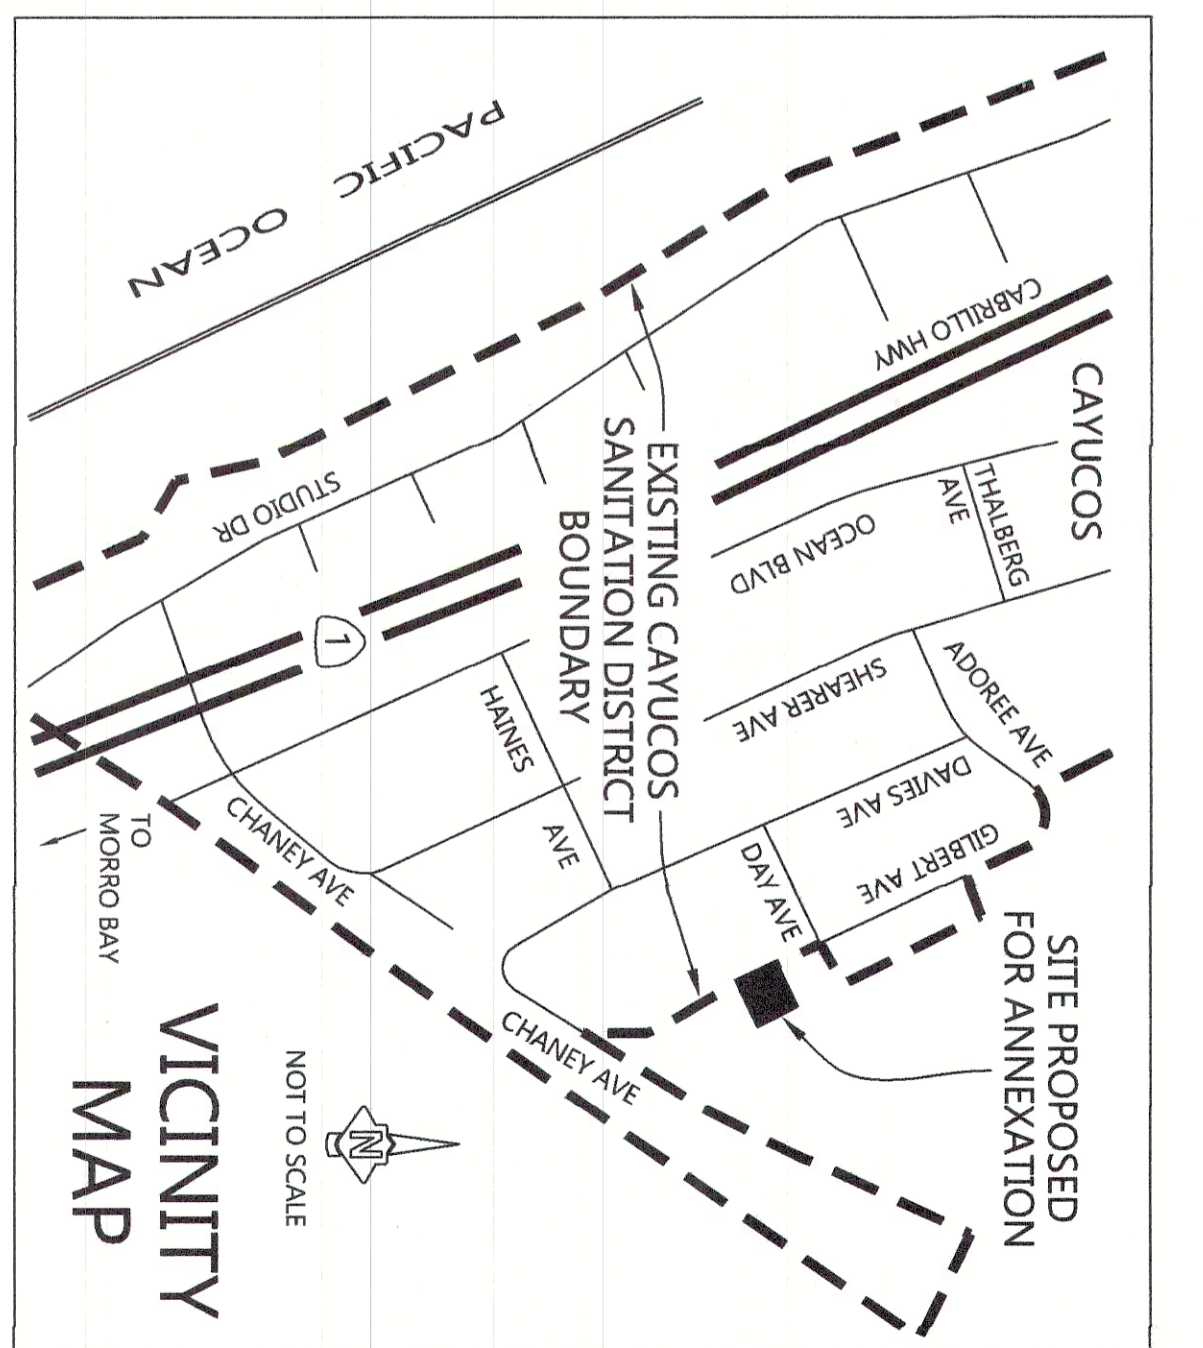 PACIFIC OCEAN
CABRILLO HWY
CAYUCOS
THALBERG
AVE
OCEAN BLVD
STUDIO DR
1
EXISTING CAYUCOS
SANITATION DISTRICT
BOUNDARY
SHEARER AVE
ADOREE AVE
DAVIES AVE
GILBERT AVE
DAY AVE
HAINES AVE
CHANEY AVE
CHANEY AVE
TO
MORRO BAY
SITE PROPOSED
FOR ANNEXATION
N
NOT TO SCALE
VICINITY
MAP